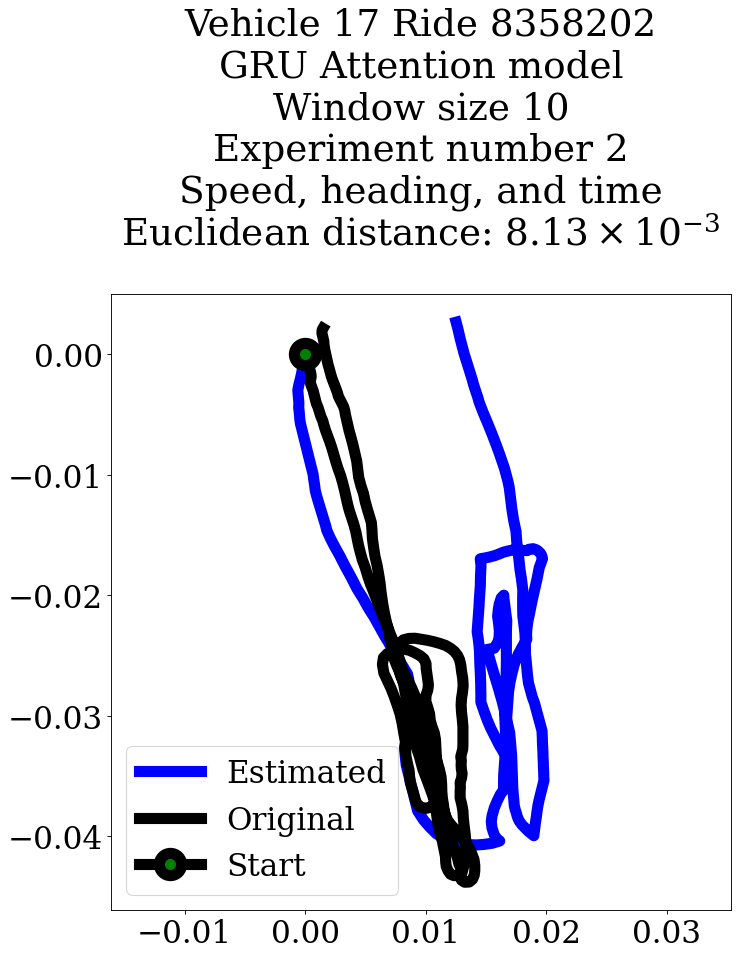 Vehicle 17 Ride 8358202
GRU Attention model
Window size 10
Experiment number 2
Speed, heading, and time
Euclidean distance: 8.13 × 10⁻³
0.00
−0.01
−0.02
−0.03
−0.04
Estimated
Original
Start
−0.01 0.00 0.01 0.02 0.03